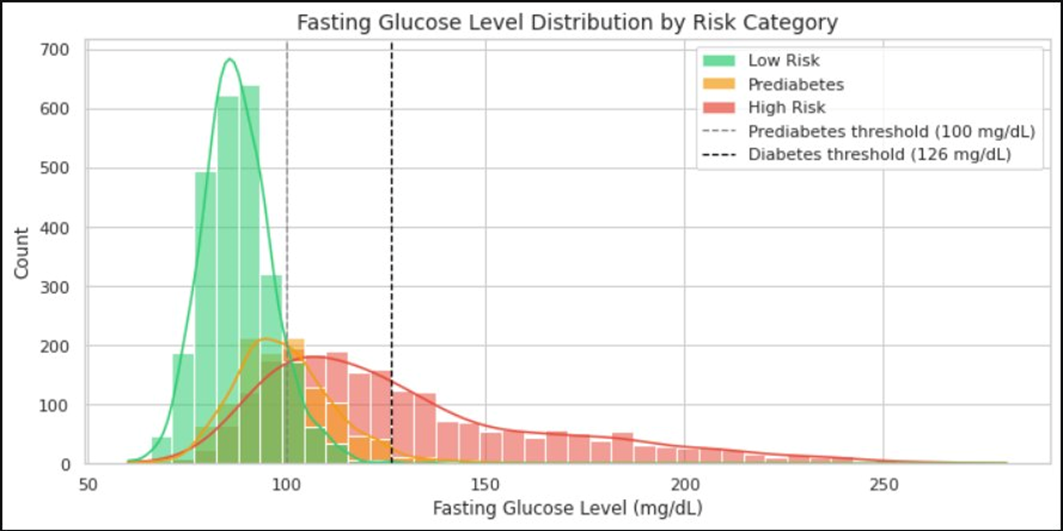 Fasting Glucose Level Distribution by Risk Category
Low Risk
Prediabetes
High Risk
Prediabetes threshold (100 mg/dL)
Diabetes threshold (126 mg/dL)
Count
700
600
500
400
300
200
100
0
50 100 150 200 250
Fasting Glucose Level (mg/dL)